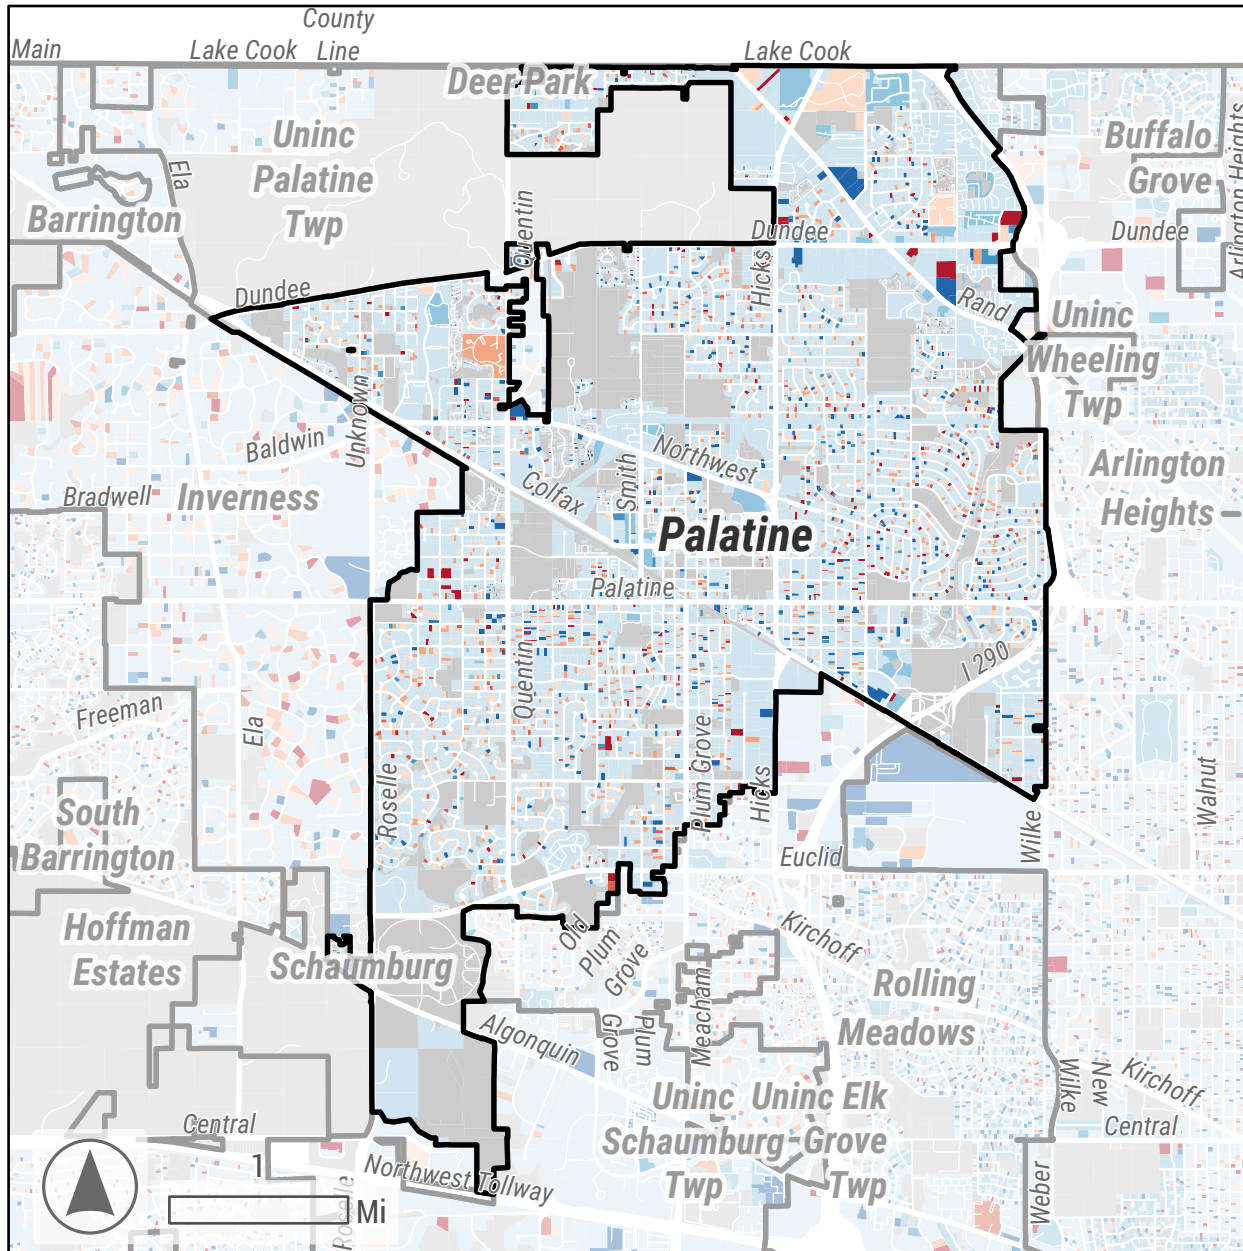 County
Main
Lake Cook
Line
Lake Cook
Deer Park
Uninc
Palatine
Twp
Buffalo
Grove
Arlington Heights
Ela
Barrington
Quentin
Dundee
Dundee
Hicks
Dundee
Rand
Uninc
Wheeling
Twp
Unknown
Baldwin
Northwest
Smith
Colfax
Arlington
Heights
Bradwell
Inverness
Palatine
Palatine
I 290
Quentin
Freeman
Ela
Plum Grove
Hicks
Roselle
Walnut
South
Barrington
Wilke
Euclid
Hoffman
Estates
Old
Plum
Grove
Kirchoff
Schaumburg
Meacham
Rolling
Meadows
Algonquin
Plum
Grove
Wilke
New
Kirchoff
Uninc
Schaumburg
Twp
Uninc Elk
Grove
Twp
Central
Central
Northwest Tollway
Roselle
Weber
1
Mi